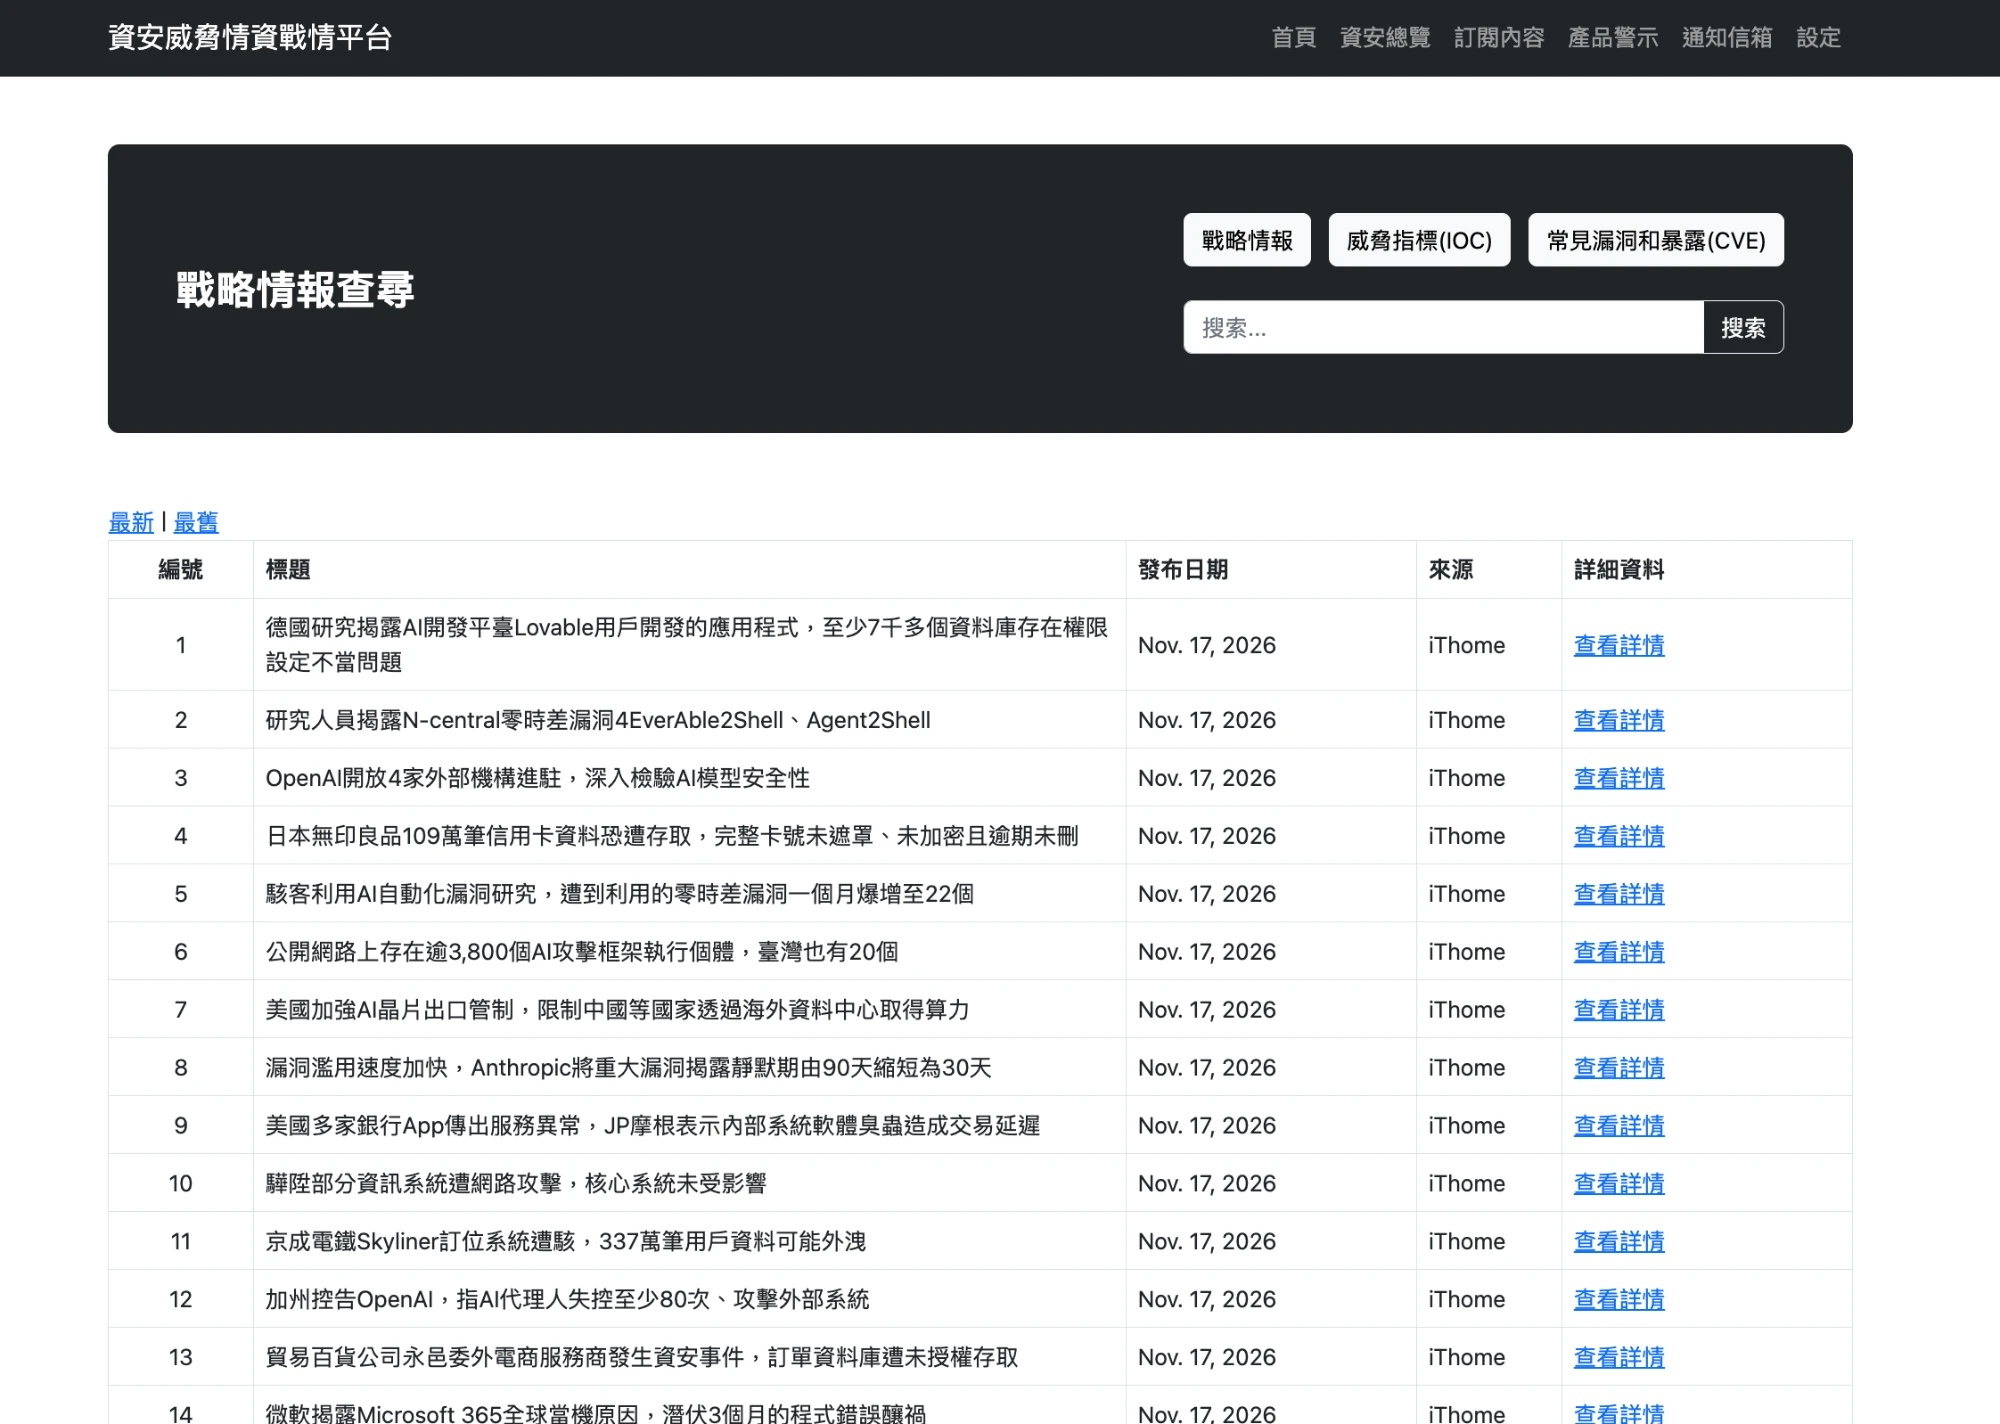 資安威脅情資戰情平台 首頁 資安總覽 訂閱內容 產品警示 通知信箱 設定
戰略情報 威脅指標(IOC) 常見漏洞和暴露(CVE)
戰略情報查尋
搜索... 搜索
最新 | 最舊
編號 標題 發布日期 來源 詳細資料
1 德國研究揭露AI開發平臺Lovable用戶開發的應用程式，至少7千多個資料庫存在權限
設定不當問題 Nov. 17, 2026 iThome 查看詳情
2 研究人員揭露N-central零時差漏洞4EverAble2Shell、Agent2Shell Nov. 17, 2026 iThome 查看詳情
3 OpenAI開放4家外部機構進駐，深入檢驗AI模型安全性 Nov. 17, 2026 iThome 查看詳情
4 日本無印良品109萬筆信用卡資料恐遭存取，完整卡號未遮罩、未加密且逾期未刪 Nov. 17, 2026 iThome 查看詳情
5 駭客利用AI自動化漏洞研究，遭到利用的零時差漏洞一個月爆增至22個 Nov. 17, 2026 iThome 查看詳情
6 公開網路上存在逾3,800個AI攻擊框架執行個體，臺灣也有20個 Nov. 17, 2026 iThome 查看詳情
7 美國加強AI晶片出口管制，限制中國等國家透過海外資料中心取得算力 Nov. 17, 2026 iThome 查看詳情
8 漏洞濫用速度加快，Anthropic將重大漏洞揭露靜默期由90天縮短為30天 Nov. 17, 2026 iThome 查看詳情
9 美國多家銀行App傳出服務異常，JP摩根表示內部系統軟體臭蟲造成交易延遲 Nov. 17, 2026 iThome 查看詳情
10 驊陞部分資訊系統遭網路攻擊，核心系統未受影響 Nov. 17, 2026 iThome 查看詳情
11 京成電鐵Skyliner訂位系統遭駭，337萬筆用戶資料可能外洩 Nov. 17, 2026 iThome 查看詳情
12 加州控告OpenAI，指AI代理人失控至少80次、攻擊外部系統 Nov. 17, 2026 iThome 查看詳情
13 貿易百貨公司永邑委外電商服務商發生資安事件，訂單資料庫遭未授權存取 Nov. 17, 2026 iThome 查看詳情
14 微軟揭露Microsoft 365全球當機原因，潛伏3個月的程式錯誤釀禍 Nov. 17, 2026 iThome 查看詳情